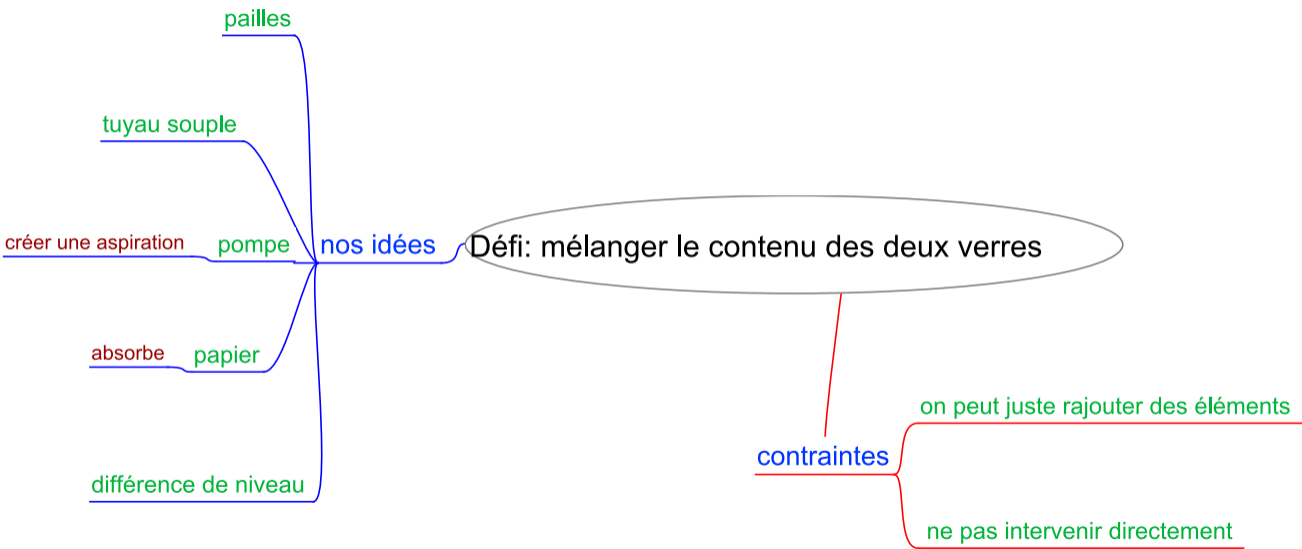 pailles
tuyau souple
créer une aspiration
pompe
nos idées
Défi: mélanger le contenu des deux verres
absorbe
papier
on peut juste rajouter des éléments
contraintes
différence de niveau
ne pas intervenir directement